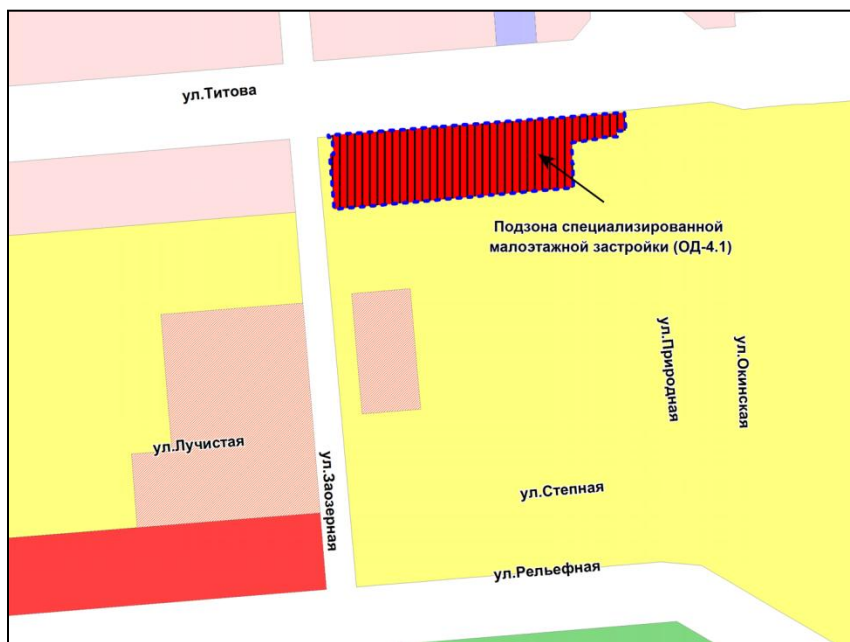 ул.Титова
Подзона специализированной
малоэтажной застройки (ОД-4.1)
ул.Природная
ул.Окинская
ул.Лучистая
ул.Заозерная
ул.Степная
ул.Рельефная